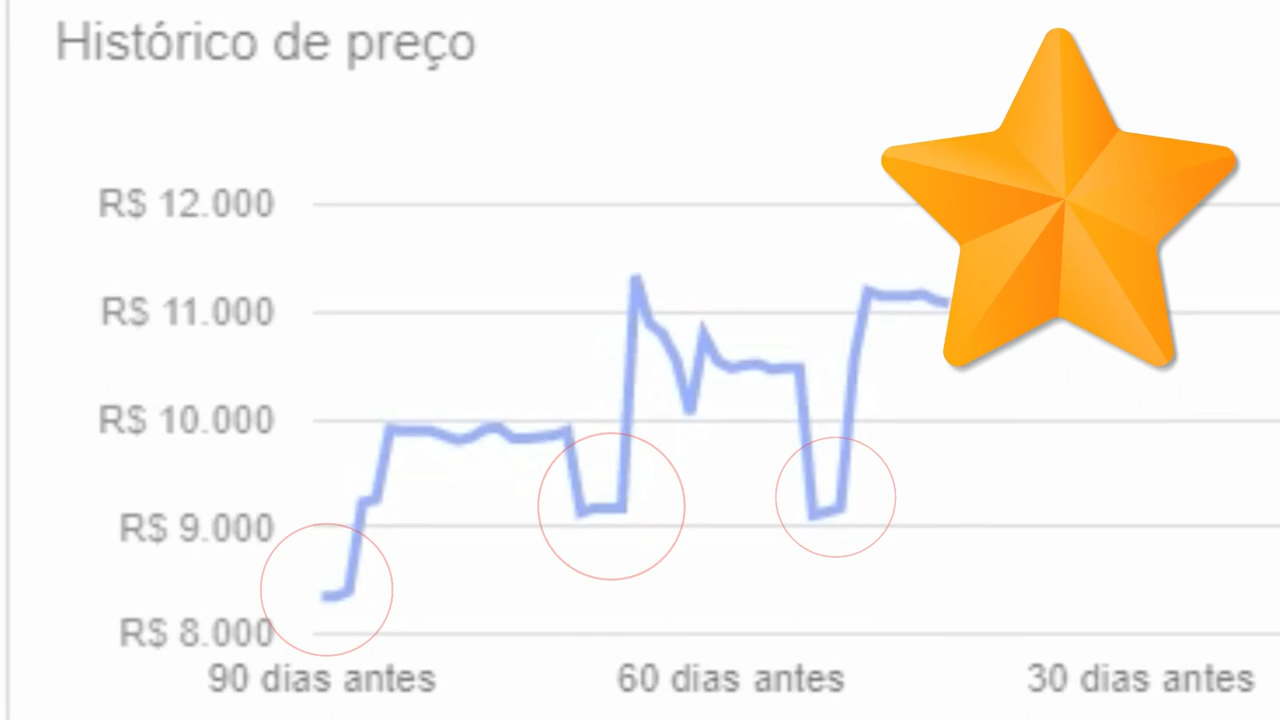 Histórico de preço
R$ 12.000
R$ 11.000
R$ 10.000
R$ 9.000
R$ 8.000
90 dias antes
60 dias antes
30 dias antes